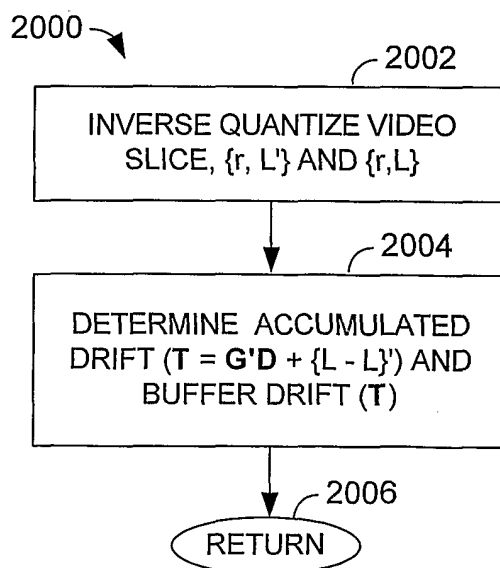 2000
2002
INVERSE QUANTIZE VIDEO
SLICE, {r, L'} AND {r,L}
2004
DETERMINE ACCUMULATED
DRIFT (T = G'D + {L - L}') AND
BUFFER DRIFT (T)
2006
RETURN